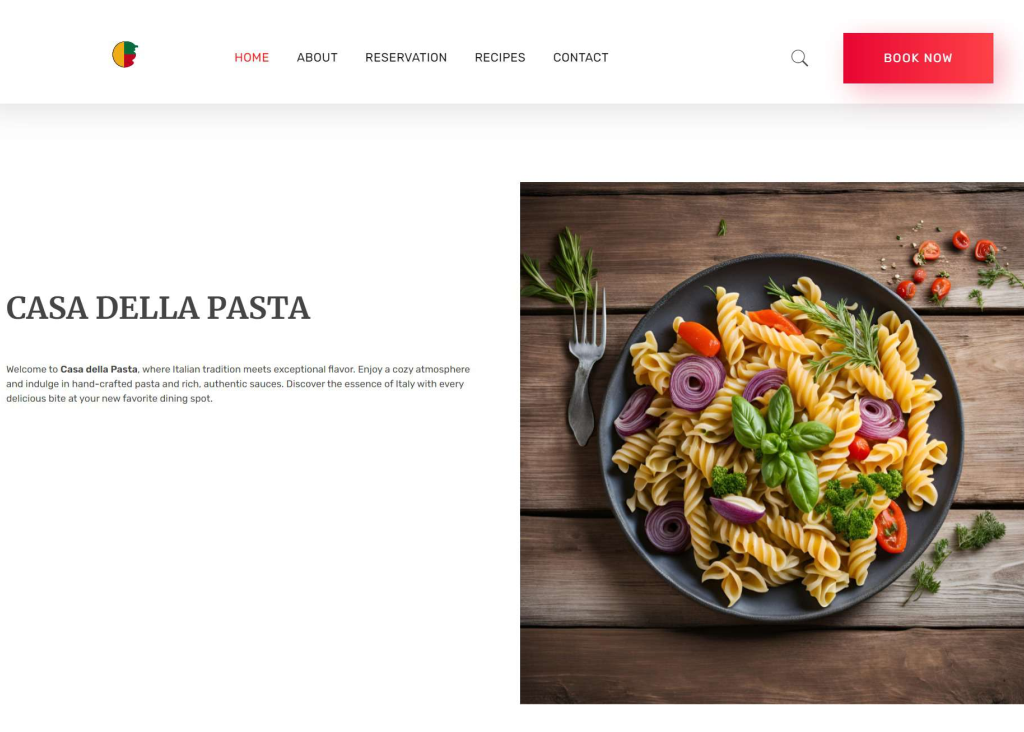 HOME ABOUT RESERVATION RECIPES CONTACT BOOK NOW
CASA DELLA PASTA
Welcome to Casa della Pasta, where Italian tradition meets exceptional flavor. Enjoy a cozy atmosphere
and indulge in hand-crafted pasta and rich, authentic sauces. Discover the essence of Italy with every
delicious bite at your new favorite dining spot.